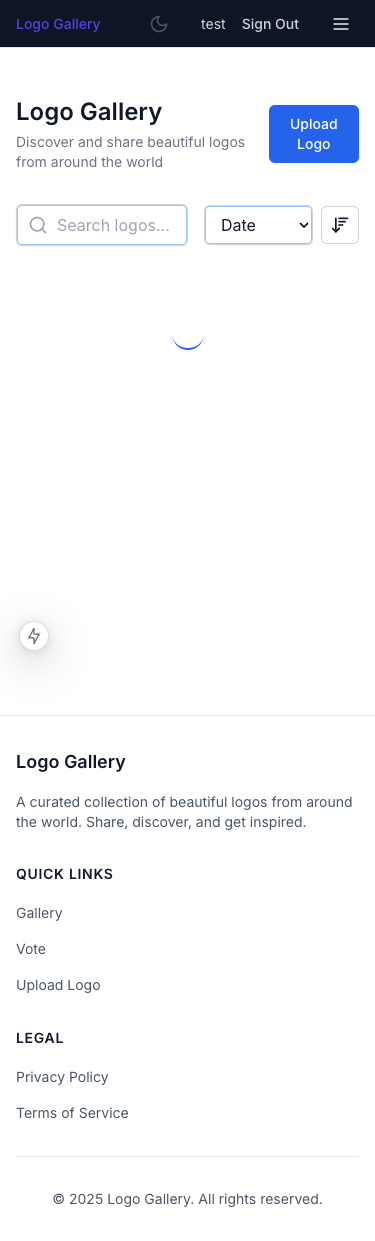 Logo Gallery
test
Sign Out
Logo Gallery
Discover and share beautiful logos
from around the world
Upload
Logo
Search logos...
Date
Logo Gallery
A curated collection of beautiful logos from around
the world. Share, discover, and get inspired.
QUICK LINKS
Gallery
Vote
Upload Logo
LEGAL
Privacy Policy
Terms of Service
© 2025 Logo Gallery. All rights reserved.